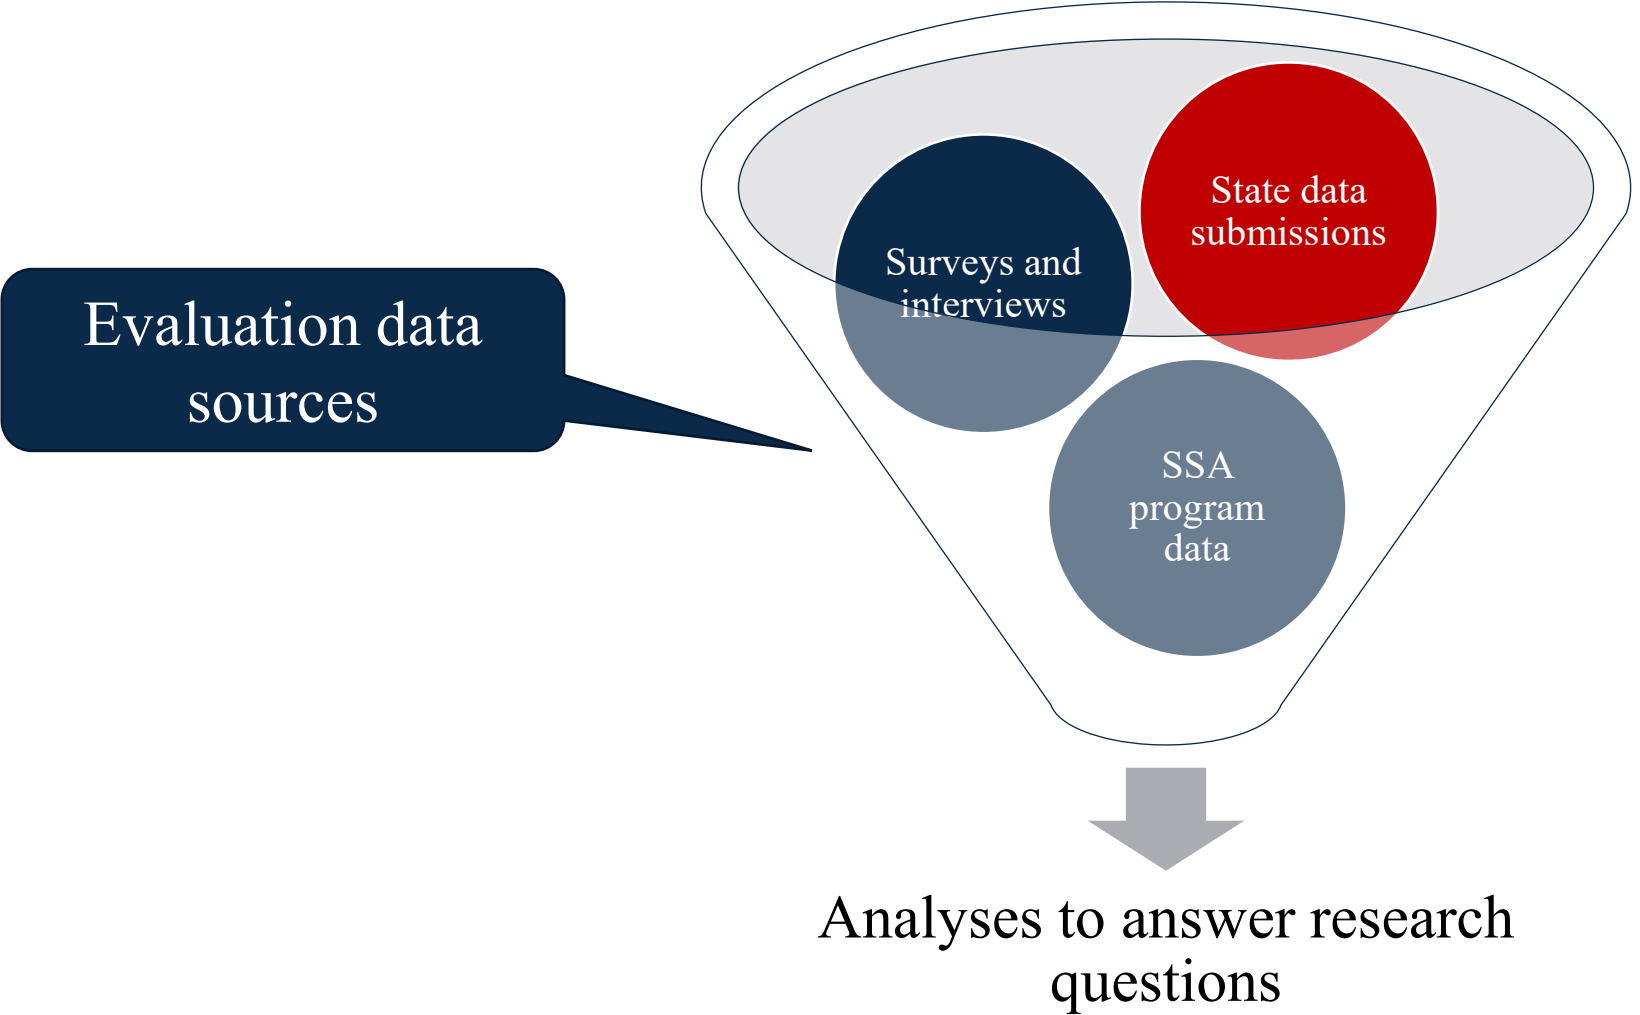 Evaluation data
sources
State data
submissions
Surveys and
interviews
SSA
program
data
Analyses to answer research
questions